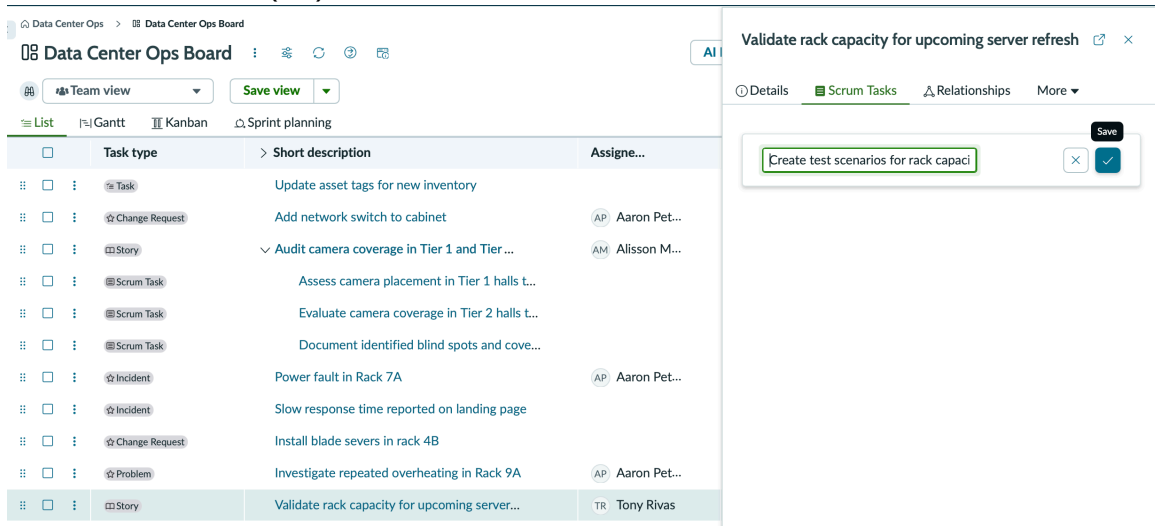 Data Center Ops > Data Center Ops Board
Data Center Ops Board
Team view
Save view
List Gantt Kanban Sprint planning
Task type Short description Assigne...
Task Update asset tags for new inventory
Change Request Add network switch to cabinet AP Aaron Pet...
Story Audit camera coverage in Tier 1 and Tier ... AM Alisson M...
Scrum Task Assess camera placement in Tier 1 halls t...
Scrum Task Evaluate camera coverage in Tier 2 halls t...
Scrum Task Document identified blind spots and cove...
Incident Power fault in Rack 7A AP Aaron Pet...
Incident Slow response time reported on landing page
Change Request Install blade severs in rack 4B
Problem Investigate repeated overheating in Rack 9A AP Aaron Pet...
Story Validate rack capacity for upcoming server... TR Tony Rivas
Validate rack capacity for upcoming server refresh
Details Scrum Tasks Relationships More
Save
Create test scenarios for rack capaci